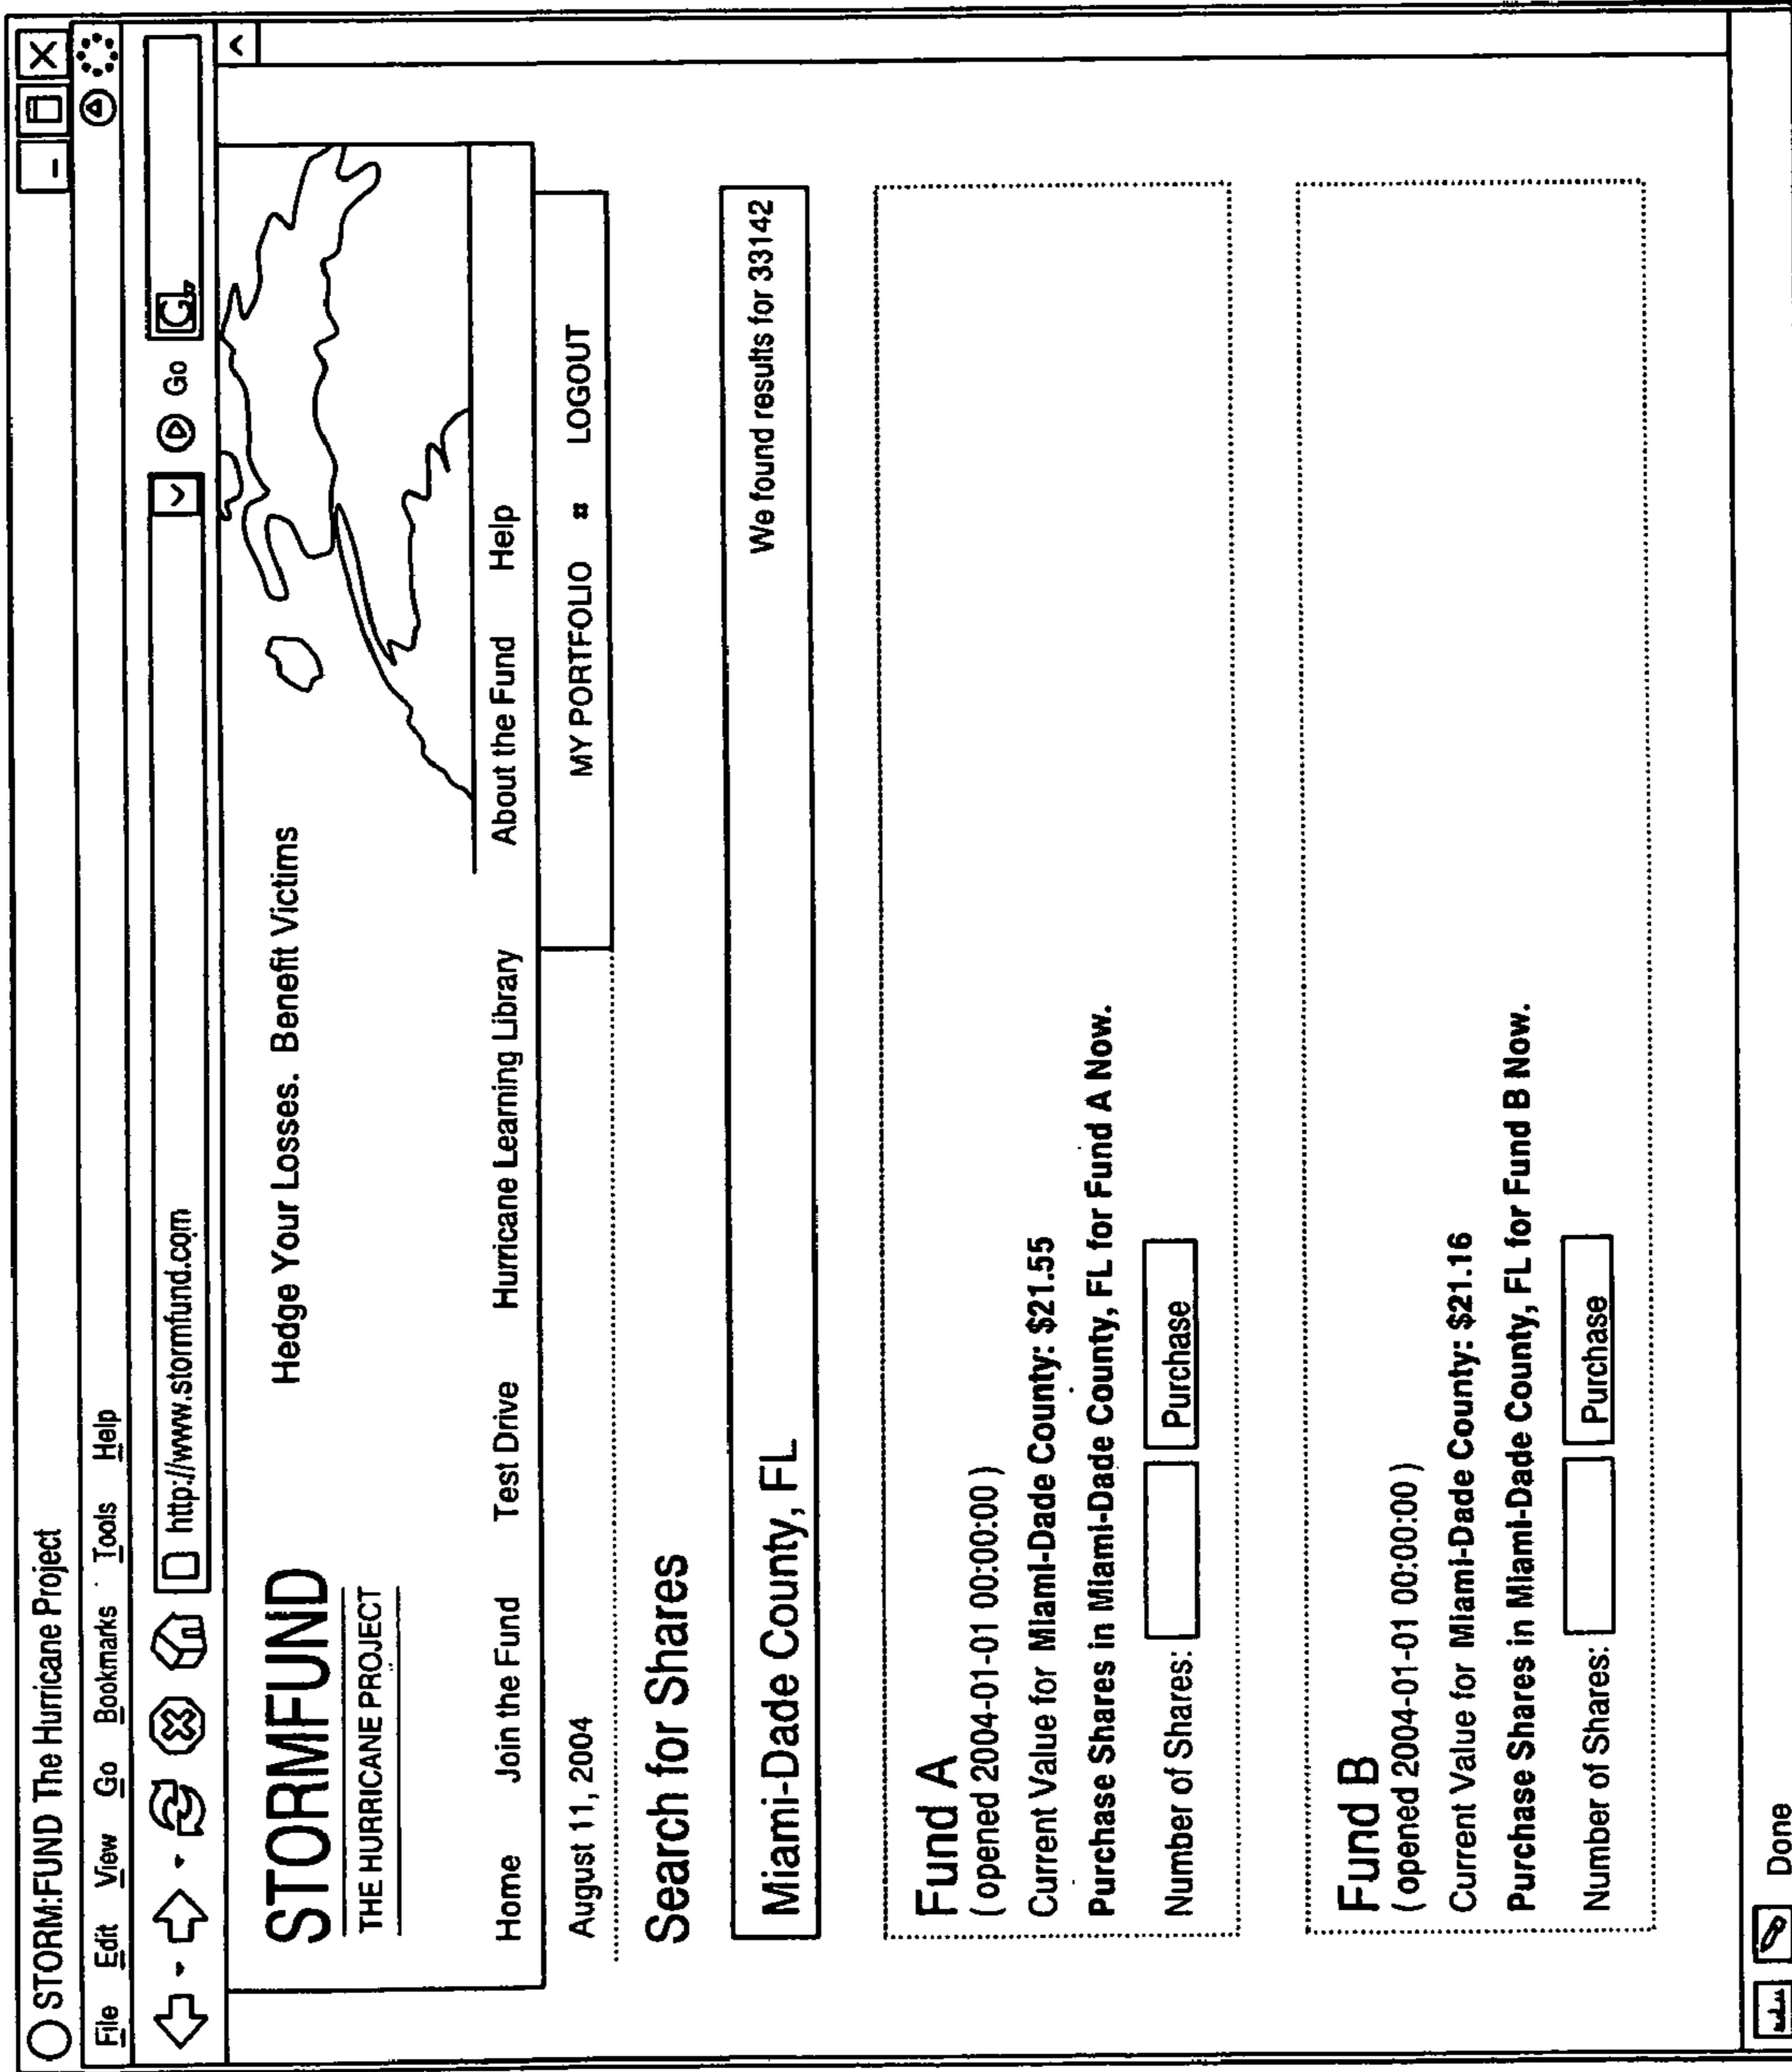 STORM:FUND The Hurricane Project
File Edit View Go Bookmarks Tools Help
http://www.stormfund.com Go G
STORMFUND
THE HURRICANE PROJECT
Hedge Your Losses. Benefit Victims
Home Join the Fund Test Drive Hurricane Learning Library About the Fund Help
August 11, 2004
MY PORTFOLIO :: LOGOUT
Search for Shares
Miami-Dade County, FL We found results for 33142
Fund A
( opened 2004-01-01 00:00:00 )
Current Value for Miami-Dade County: $21.55
Purchase Shares in Miami-Dade County, FL for Fund A Now.
Number of Shares: Purchase
Fund B
( opened 2004-01-01 00:00:00 )
Current Value for Miami-Dade County: $21.16
Purchase Shares in Miami-Dade County, FL for Fund B Now.
Number of Shares: Purchase
Done